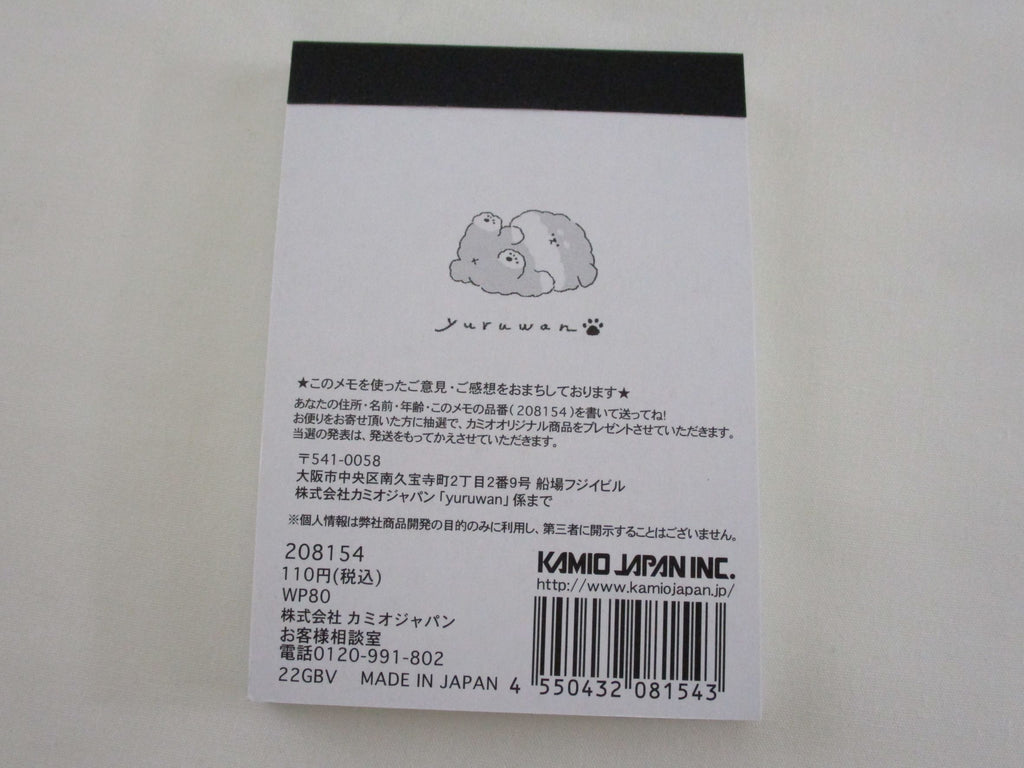 yuruwan
★このメモを使ったご意見・ご感想をおまちしております★
あなたの住所・名前・年齢・このメモの品番(208154)を書いて送ってね!
お便りをお寄せ頂いた方に抽選で、カミオオリジナル商品をプレゼントさせていただきます。
当選の発表は、発送をもってかえさせていただきます。
〒541-0058
大阪市中央区南久宝寺町2丁目2番9号 船場フジイビル
株式会社カミオジャパン「yuruwan」係まで
※個人情報は弊社商品開発の目的のみに利用し、第三者に開示することはございません。
208154
110円(税込)
WP80
株式会社 カミオジャパン
お客様相談室
電話0120-991-802
22GBV MADE IN JAPAN
KAMIO JAPAN INC.
http://www.kamiojapan.jp/
4 550432 081543